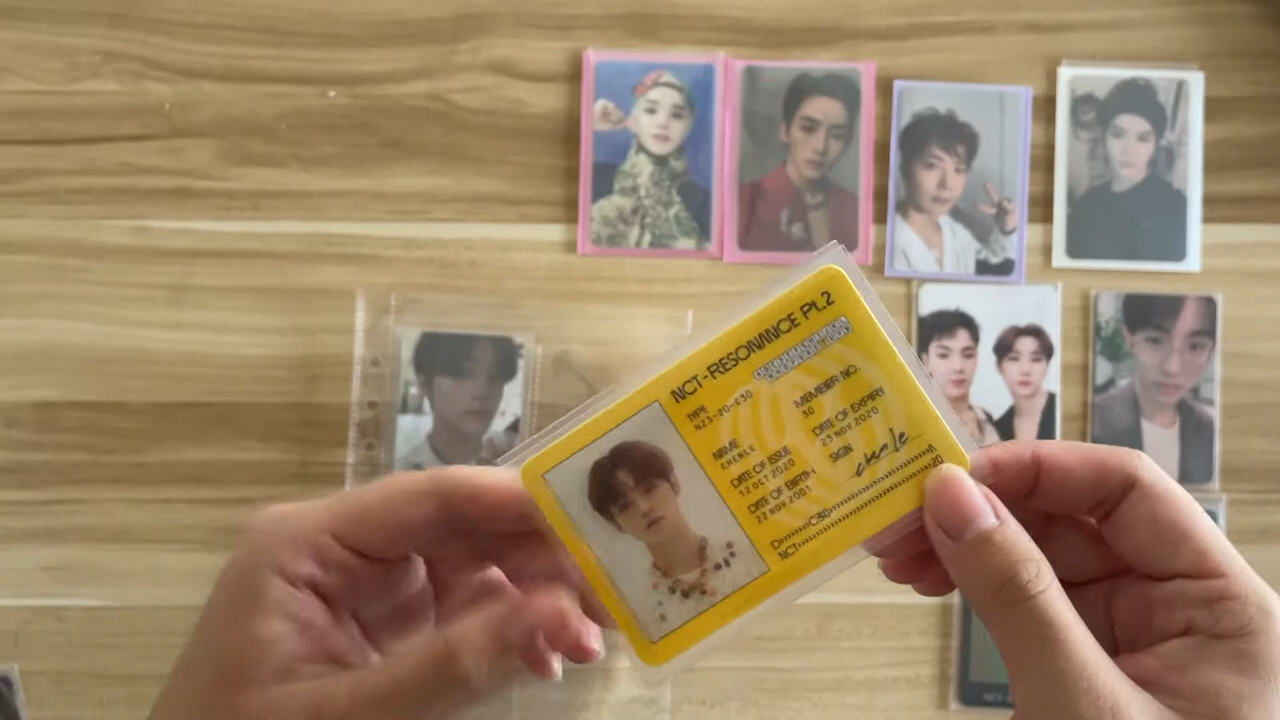 NCT-RESONANCE Pt.2
TYPE
N23-20-C30
MEMBER NO.
30
NAME
CHENLE
DATE OF ISSUE
12 OCT 2020
DATE OF EXPIRY
23 NOV 2020
DATE OF BIRTH
22 NOV 2001
SIGN
chenle